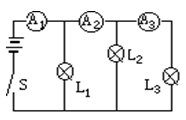 A₁ A₂ A₃
L₂
S L₁ L₃